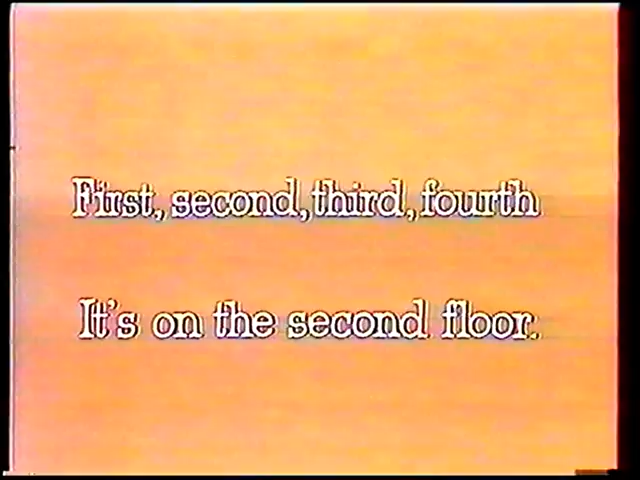 First, second, third, fourth
It's on the second floor.